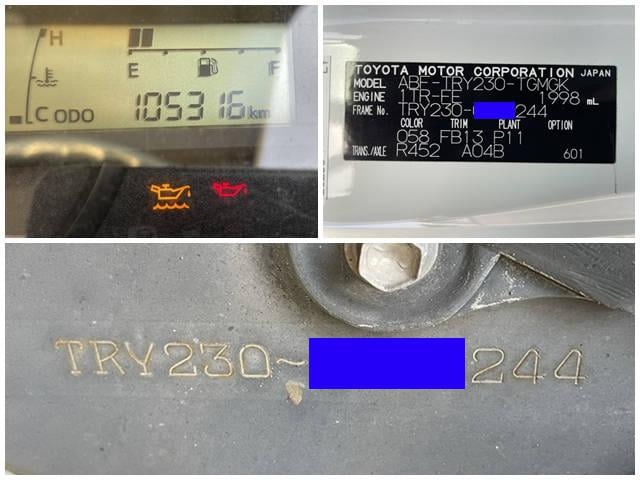 H
E F
C ODO 105316 km
TOYOTA MOTOR CORPORATION JAPAN
MODEL ABF-TRY230-TGMGK
ENGINE 1TR-FE 1998 mL
FRAME No. TRY230- 244
COLOR TRIM PLANT OPTION
058 FB13 P11
TRANS./AXLE R452 A04B 601
TRY230- 244